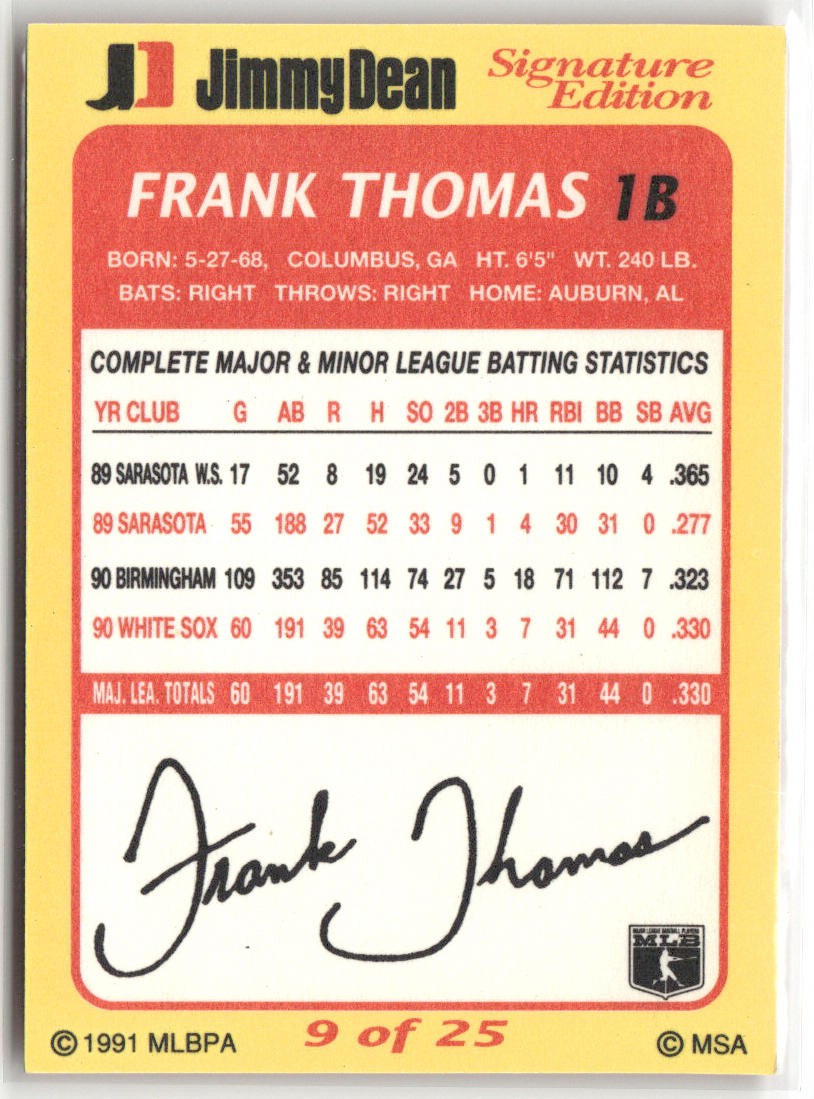 JimmyDean Signature Edition
FRANK THOMAS 1B
BORN: 5-27-68, COLUMBUS, GA HT. 6'5" WT. 240 LB.
BATS: RIGHT THROWS: RIGHT HOME: AUBURN, AL
COMPLETE MAJOR & MINOR LEAGUE BATTING STATISTICS
YR CLUB G AB R H SO 2B 3B HR RBI BB SB AVG
89 SARASOTA W.S. 17 52 8 19 24 5 0 1 11 10 4 .365
89 SARASOTA 55 188 27 52 33 9 1 4 30 31 0 .277
90 BIRMINGHAM 109 353 85 114 74 27 5 18 71 112 7 .323
90 WHITE SOX 60 191 39 63 54 11 3 7 31 44 0 .330
MAJ. LEA. TOTALS 60 191 39 63 54 11 3 7 31 44 0 .330
Frank Thomas
MAJOR LEAGUE BASEBALL PLAYERS
MLB
© 1991 MLBPA 9 of 25 © MSA